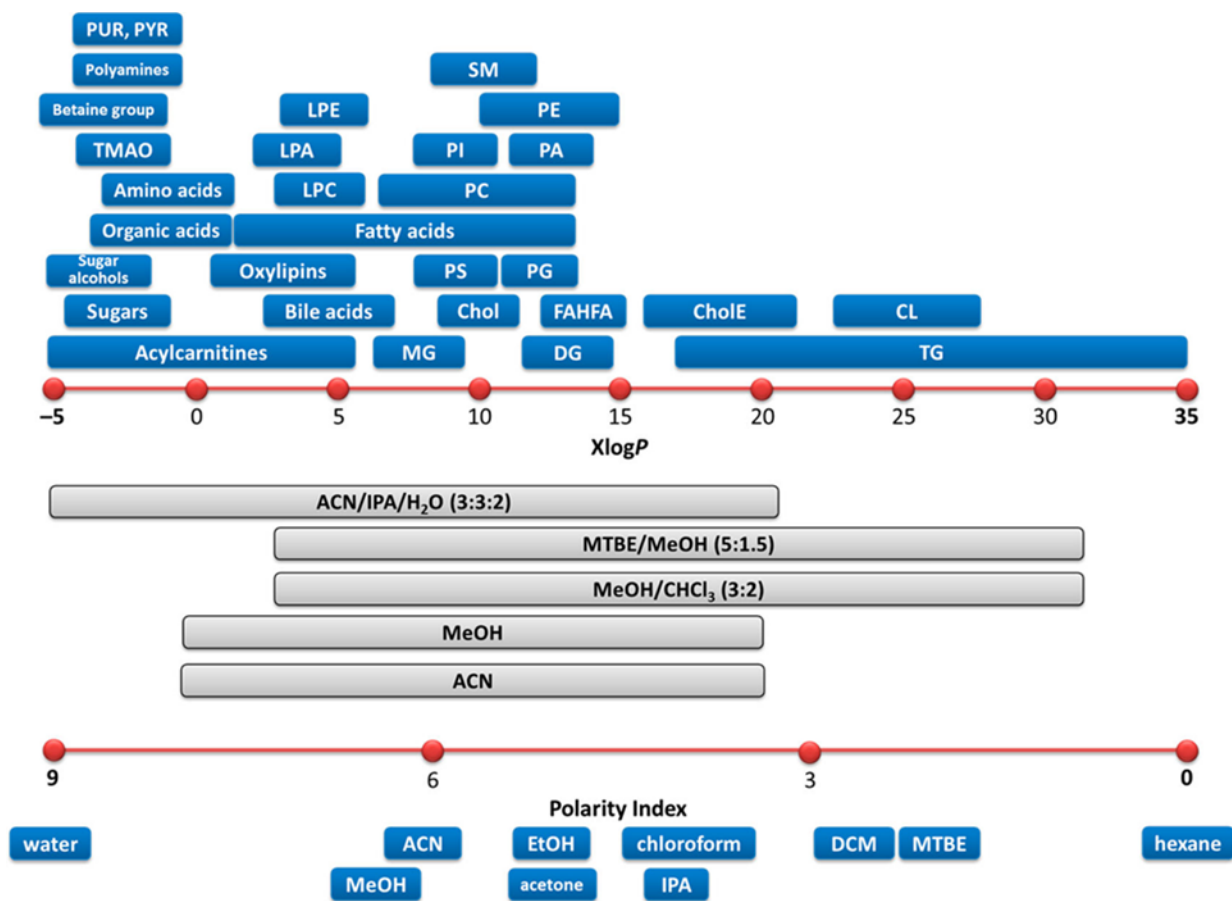 PUR, PYR
Polyamines SM
Betaine group LPE PE
TMAO LPA PI PA
Amino acids LPC PC
Organic acids Fatty acids
Sugar
alcohols Oxylipins PS PG
Sugars Bile acids Chol FAHFA CholE CL
Acylcarnitines MG DG TG
–5 0 5 10 15 20 25 30 35
XlogP
ACN/IPA/H₂O (3:3:2)
MTBE/MeOH (5:1.5)
MeOH/CHCl₃ (3:2)
MeOH
ACN
9 6 3 0
Polarity Index
water ACN EtOH chloroform DCM MTBE hexane
MeOH acetone IPA